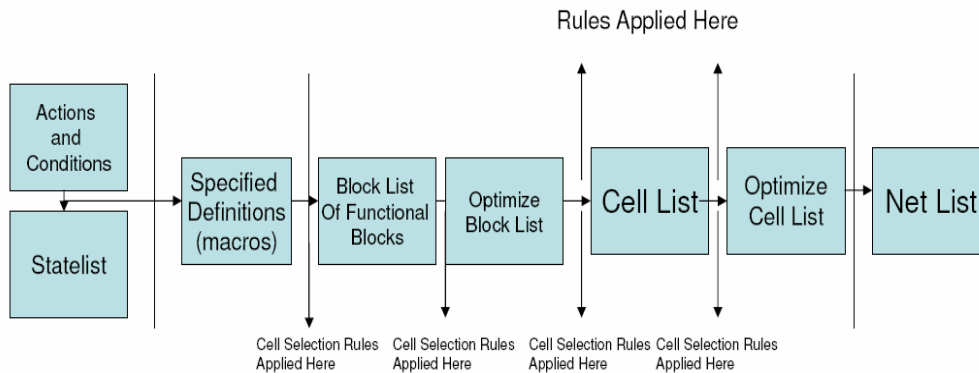 Rules Applied Here
Actions
and
Conditions
Statelist
Specified
Definitions
(macros)
Block List
Of Functional
Blocks
Optimize
Block List
Cell List
Optimize
Cell List
Net List
Cell Selection Rules
Applied Here
Cell Selection Rules
Applied Here
Cell Selection Rules
Applied Here
Cell Selection Rules
Applied Here